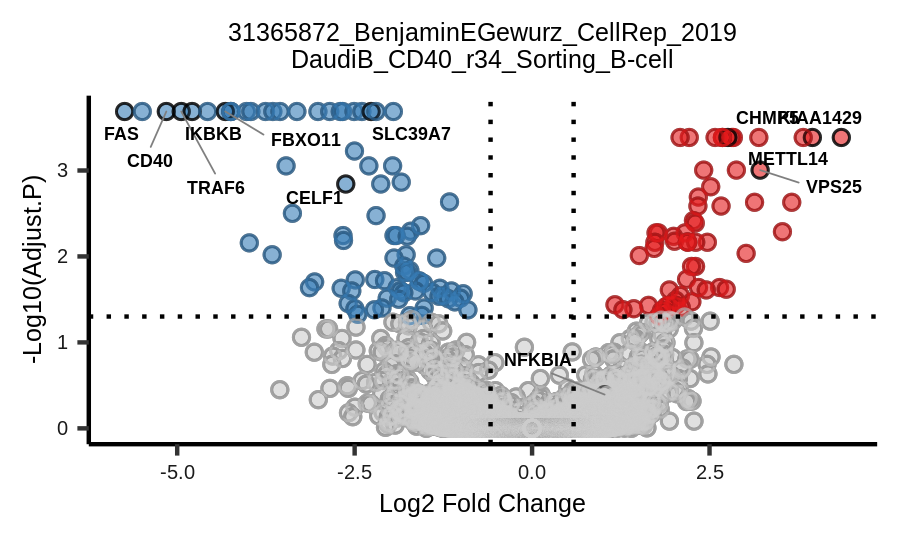 31365872_BenjaminEGewurz_CellRep_2019
DaudiB_CD40_r34_Sorting_B-cell
CHMP5
KIAA1429
FAS
IKBKB
FBXO11
SLC39A7
CD40
METTL14
TRAF6
VPS25
CELF1
NFKBIA
-Log10(Adjust.P)
3
2
1
0
-5.0
-2.5
0.0
2.5
Log2 Fold Change